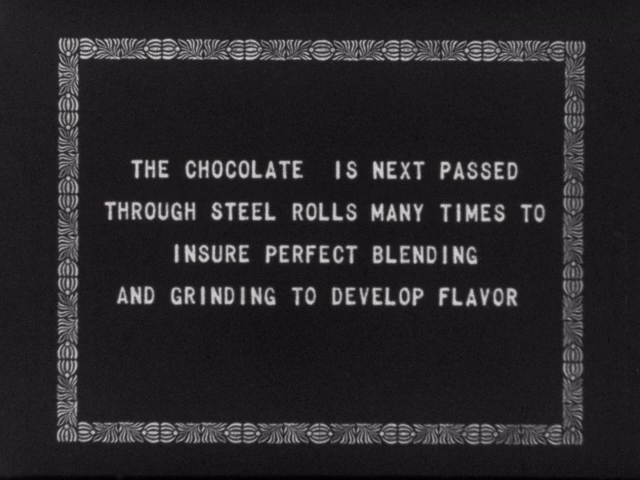 THE CHOCOLATE IS NEXT PASSED
THROUGH STEEL ROLLS MANY TIMES TO
INSURE PERFECT BLENDING
AND GRINDING TO DEVELOP FLAVOR